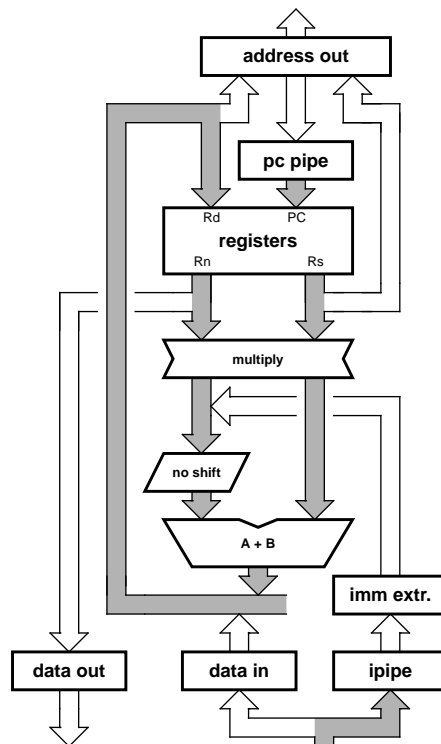 address out
pc pipe
Rd PC
registers
Rn Rs
multiply
no shift
A + B
imm extr.
data out data in ipipe